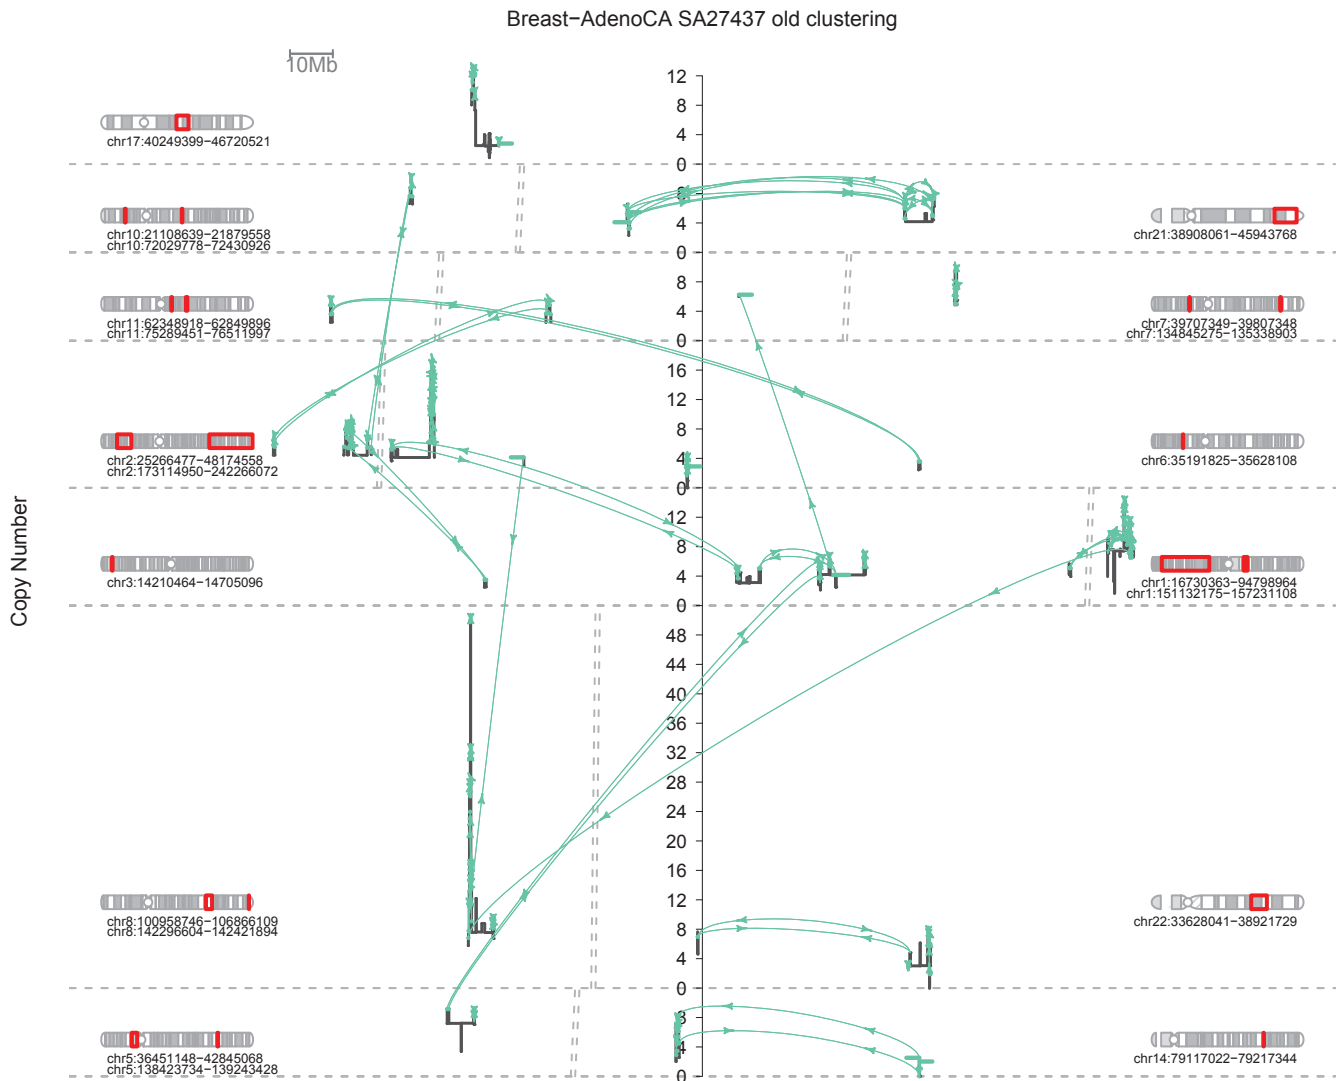 Breast−AdenoCA SA27437 old clustering
10Mb
Copy Number
chr17:40249399−46720521
12
8
4
0
chr10:21108639−21879558
chr10:72029778−72430926
8
4
0
chr21:38908061−45943768
chr11:62348918−62849896
chr11:75289451−76511997
8
4
0
chr7:39707349−39807348
chr7:134845275−135338903
chr2:25266477−48174558
chr2:173114950−242266072
16
12
8
4
0
chr6:35191825−35628108
chr3:14210464−14705096
12
8
4
0
chr1:16730363−94798964
chr1:151132175−157231108
48
44
40
36
32
28
24
20
16
12
8
4
0
chr8:100958746−106866109
chr8:142296604−142421894
chr22:33628041−38921729
chr5:36451148−42845068
chr5:138423734−139243428
8
4
0
chr14:79117022−79217344